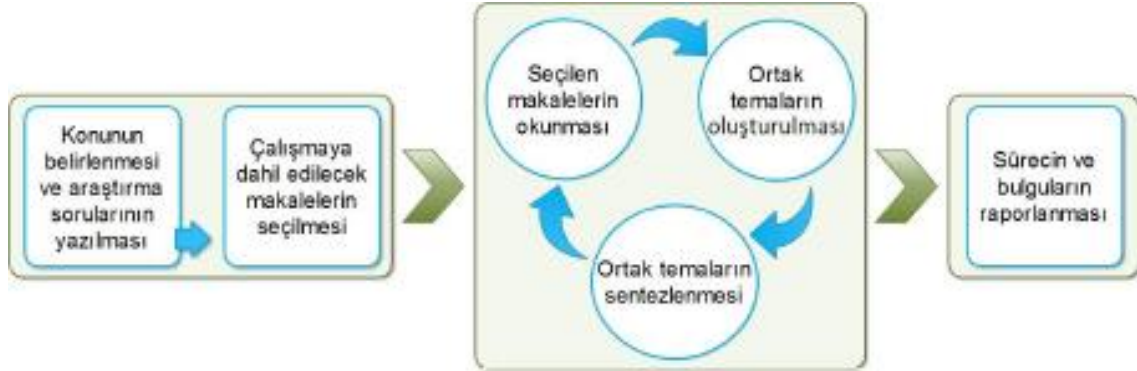 Konunun
belirlenmesi
ve araştırma
sorularının
yazılması
Çalışmaya
dahil edilecek
makalelerin
seçilmesi
Seçilen
makalelerin
okunması
Ortak
temaların
oluşturulması
Ortak temaların
sentezlenmesi
Sürecin ve
bulguların
raporlanması